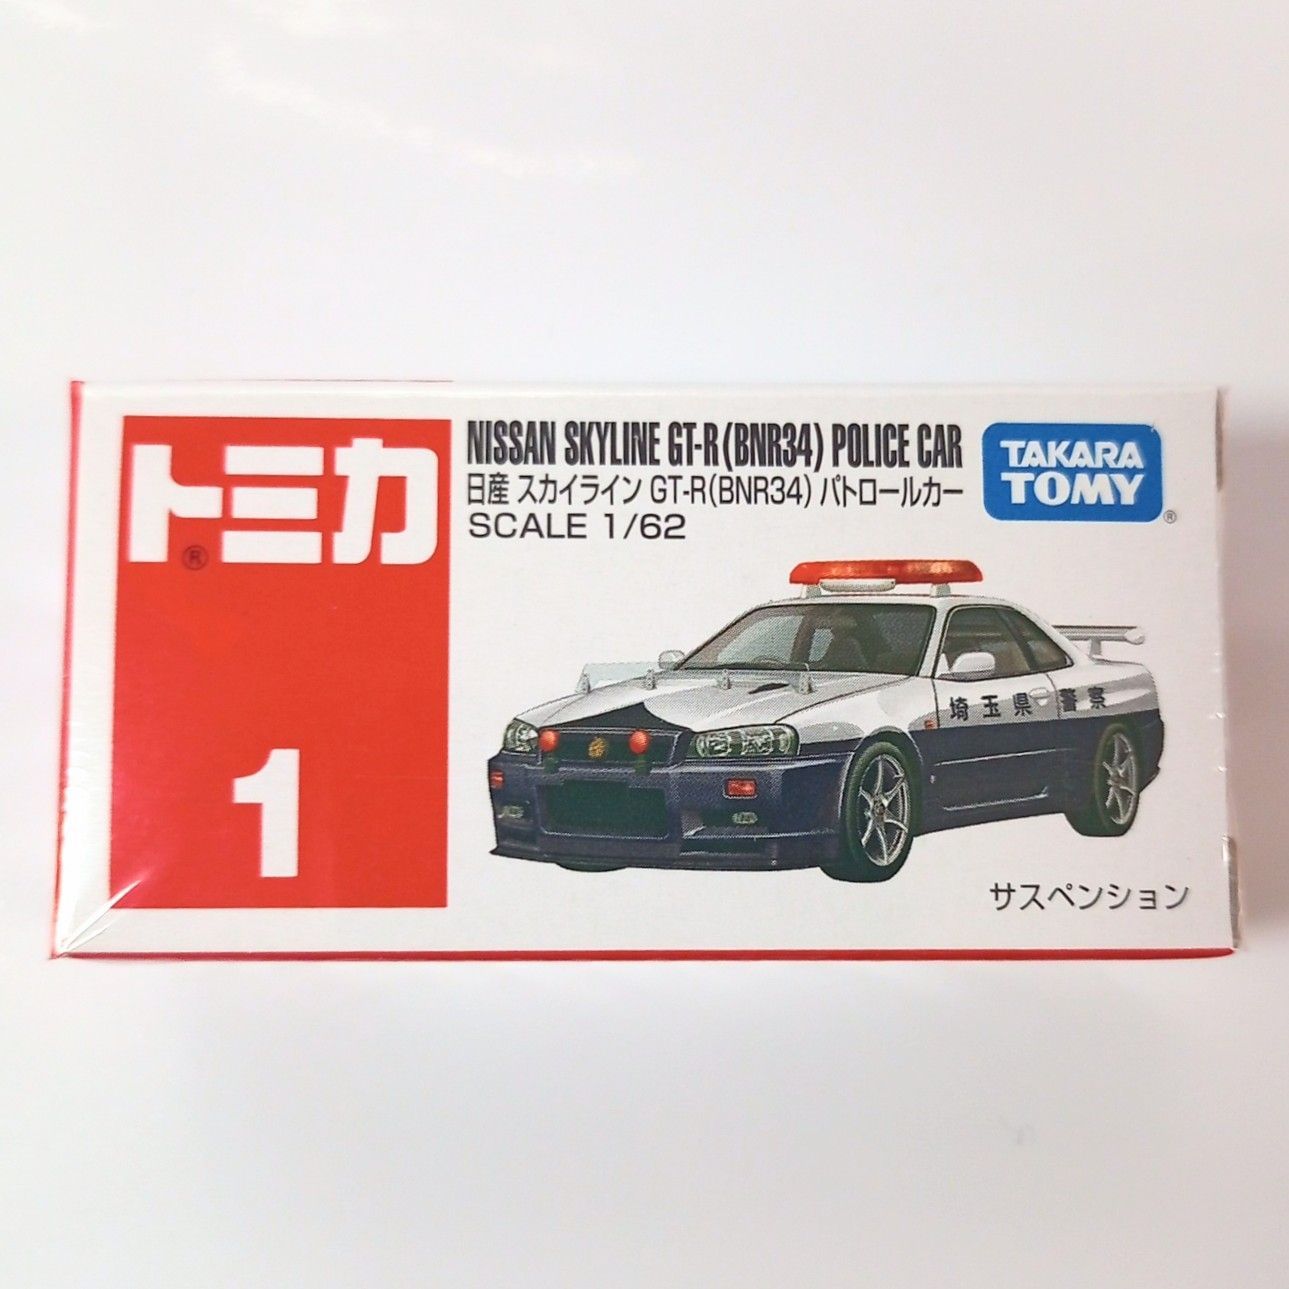 トミカ
®
1
NISSAN SKYLINE GT-R(BNR34) POLICE CAR
日産 スカイライン GT-R(BNR34) パトロールカー
SCALE 1/62
TAKARA
TOMY
®
埼玉県警察
サスペンション